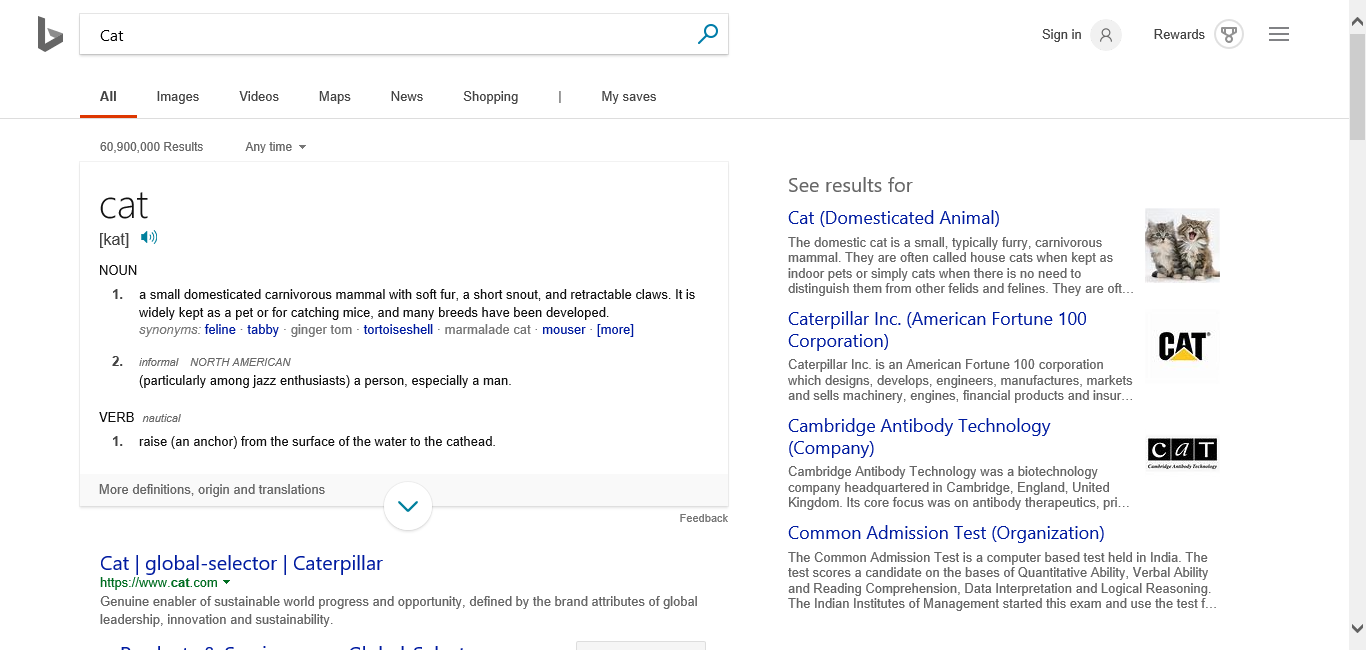 Cat
Sign in
Rewards
All Images Videos Maps News Shopping | My saves
60,900,000 Results Any time
cat
[kat]
NOUN
1. a small domesticated carnivorous mammal with soft fur, a short snout, and retractable claws. It is
widely kept as a pet or for catching mice, and many breeds have been developed.
synonyms: feline · tabby · ginger tom · tortoiseshell · marmalade cat · mouser · [more]
2. informal NORTH AMERICAN
(particularly among jazz enthusiasts) a person, especially a man.
VERB nautical
1. raise (an anchor) from the surface of the water to the cathead.
More definitions, origin and translations
Feedback
Cat | global-selector | Caterpillar
https://www.cat.com
Genuine enabler of sustainable world progress and opportunity, defined by the brand attributes of global
leadership, innovation and sustainability.
See results for
Cat (Domesticated Animal)
The domestic cat is a small, typically furry, carnivorous
mammal. They are often called house cats when kept as
indoor pets or simply cats when there is no need to
distinguish them from other felids and felines. They are oft...
Caterpillar Inc. (American Fortune 100
Corporation)
Caterpillar Inc. is an American Fortune 100 corporation
which designs, develops, engineers, manufactures, markets
and sells machinery, engines, financial products and insur...
CAT®
Cambridge Antibody Technology
(Company)
Cambridge Antibody Technology was a biotechnology
company headquartered in Cambridge, England, United
Kingdom. Its core focus was on antibody therapeutics, pri...
CaT
Cambridge Antibody Technology
Common Admission Test (Organization)
The Common Admission Test is a computer based test held in India. The
test scores a candidate on the bases of Quantitative Ability, Verbal Ability
and Reading Comprehension, Data Interpretation and Logical Reasoning.
The Indian Institutes of Management started this exam and use the test f...